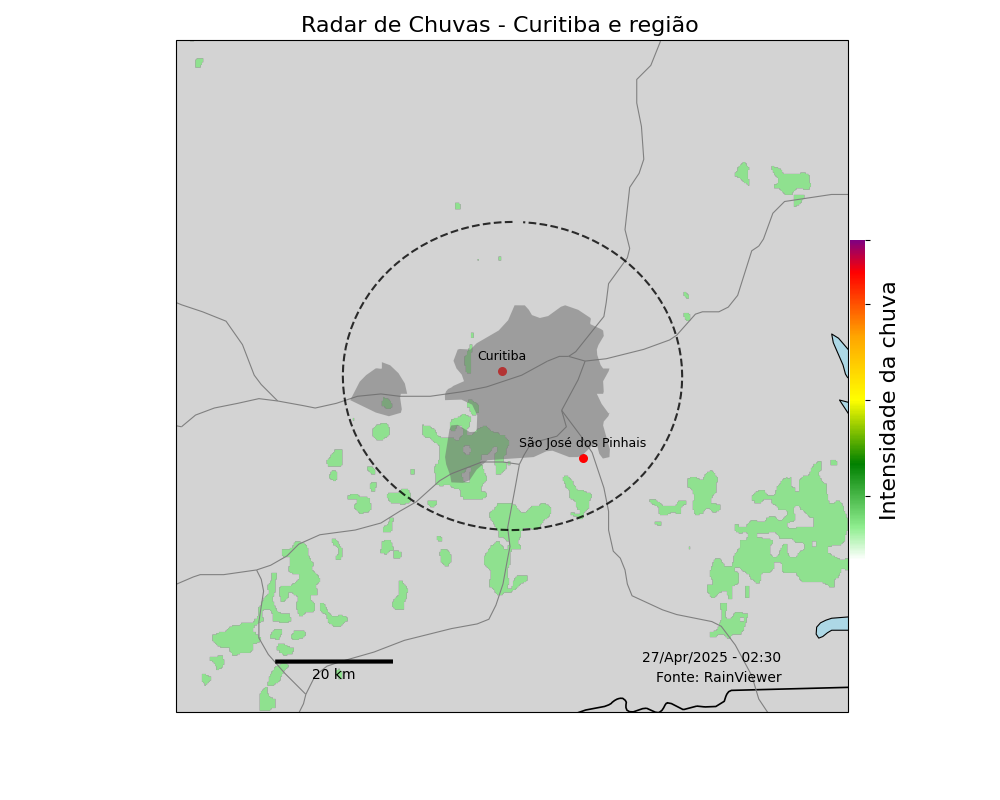 Radar de Chuvas - Curitiba e região
Curitiba
São José dos Pinhais
Intensidade da chuva
27/Apr/2025 - 02:30
20 km
Fonte: RainViewer